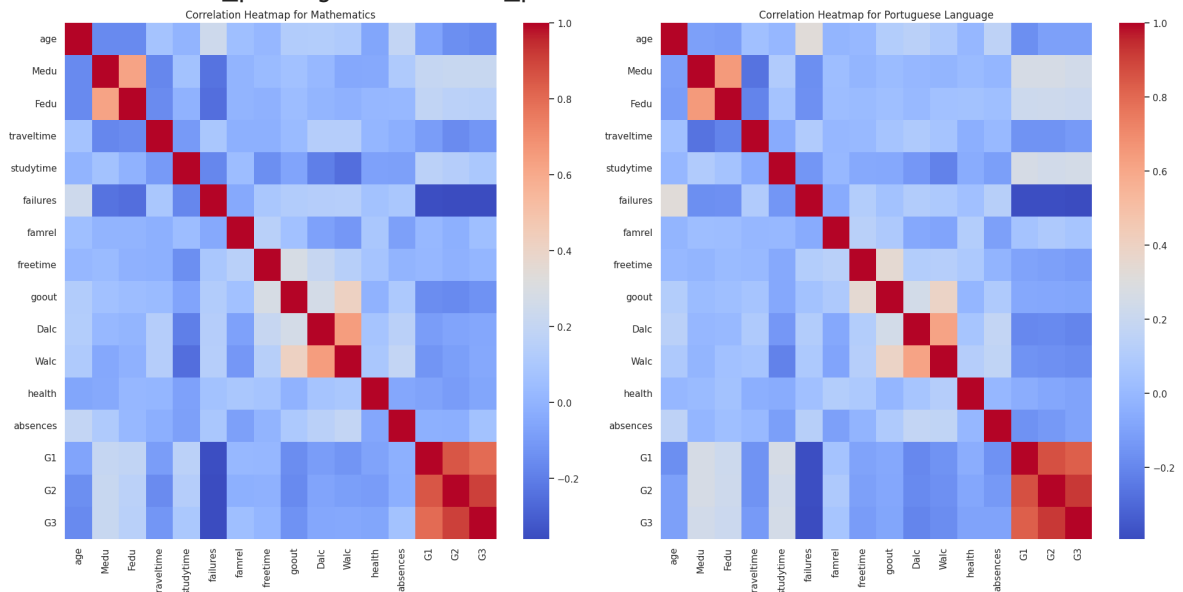 Correlation Heatmap for Mathematics
age
Medu
Fedu
traveltime
studytime
failures
famrel
freetime
goout
Dalc
Walc
health
absences
G1
G2
G3
1.0
0.8
0.6
0.4
0.2
0.0
−0.2
age
Medu
Fedu
raveltime
studytime
failures
famrel
freetime
goout
Dalc
Walc
health
absences
G1
G2
G3
Correlation Heatmap for Portuguese Language
age
Medu
Fedu
traveltime
studytime
failures
famrel
freetime
goout
Dalc
Walc
health
absences
G1
G2
G3
1.0
0.8
0.6
0.4
0.2
0.0
−0.2
age
Medu
Fedu
raveltime
studytime
failures
famrel
freetime
goout
Dalc
Walc
health
absences
G1
G2
G3